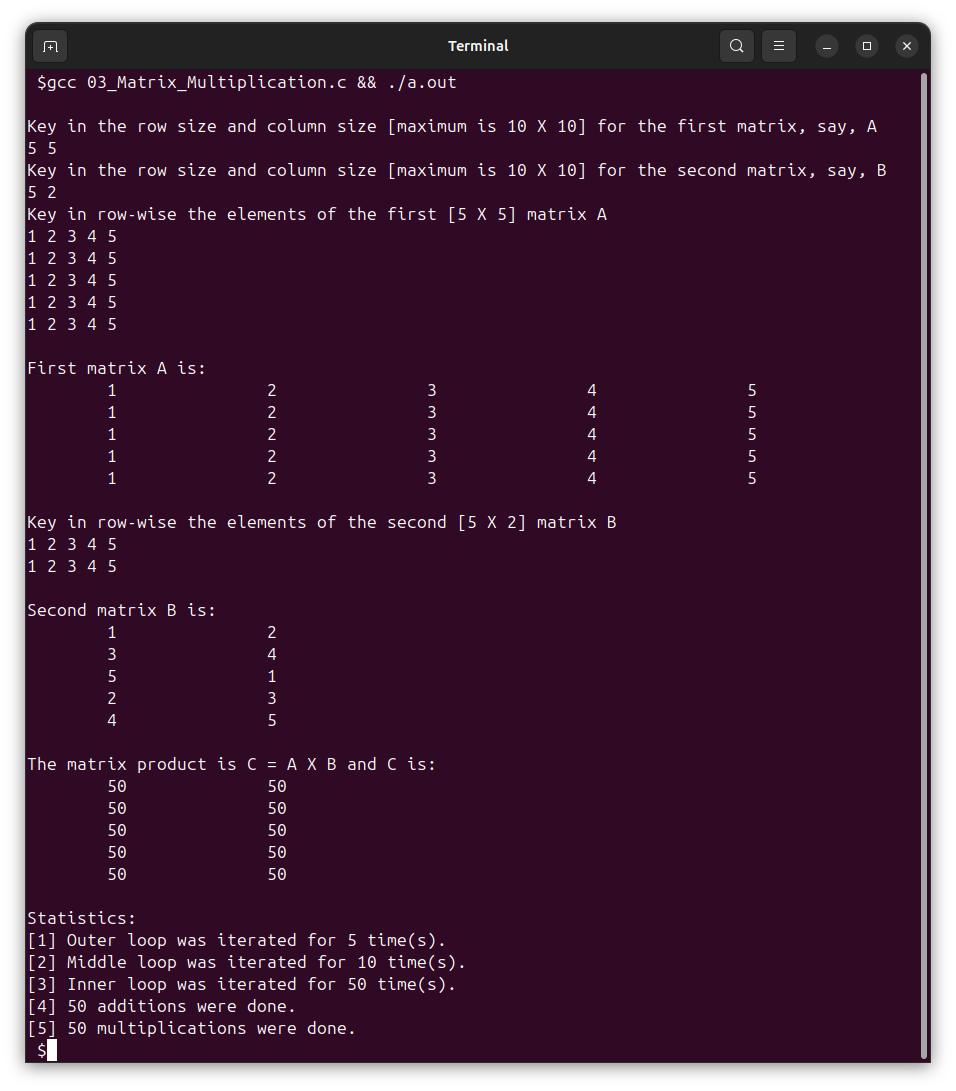 Terminal
$gcc 03_Matrix_Multiplication.c && ./a.out
Key in the row size and column size [maximum is 10 X 10] for the first matrix, say, A
5 5
Key in the row size and column size [maximum is 10 X 10] for the second matrix, say, B
5 2
Key in row-wise the elements of the first [5 X 5] matrix A
1 2 3 4 5
1 2 3 4 5
1 2 3 4 5
1 2 3 4 5
1 2 3 4 5
First matrix A is:
1 2 3 4 5
1 2 3 4 5
1 2 3 4 5
1 2 3 4 5
1 2 3 4 5
Key in row-wise the elements of the second [5 X 2] matrix B
1 2 3 4 5
1 2 3 4 5
Second matrix B is:
1 2
3 4
5 1
2 3
4 5
The matrix product is C = A X B and C is:
50 50
50 50
50 50
50 50
50 50
Statistics:
[1] Outer loop was iterated for 5 time(s).
[2] Middle loop was iterated for 10 time(s).
[3] Inner loop was iterated for 50 time(s).
[4] 50 additions were done.
[5] 50 multiplications were done.
$